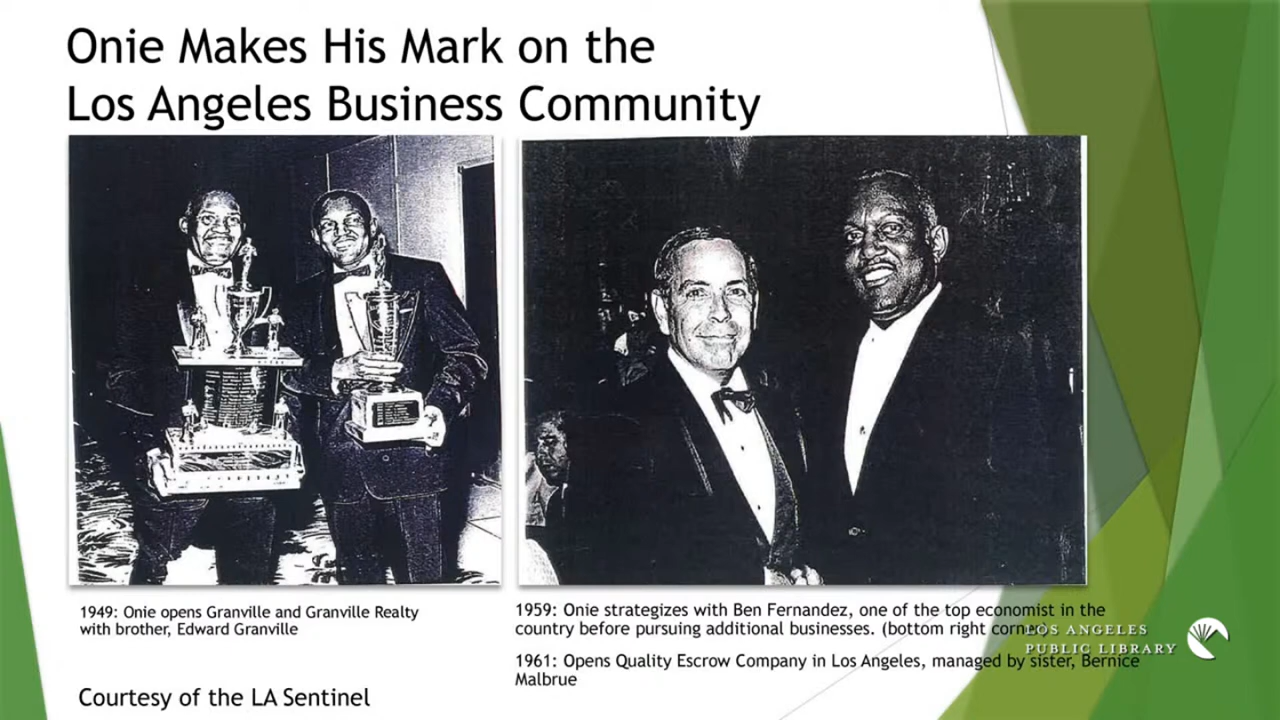 Onie Makes His Mark on the
Los Angeles Business Community
1949: Onie opens Granville and Granville Realty
with brother, Edward Granville
1959: Onie strategizes with Ben Fernandez, one of the top economist in the
country before pursuing additional businesses. (bottom right corner)
1961: Opens Quality Escrow Company in Los Angeles, managed by sister, Bernice
Malbrue
Courtesy of the LA Sentinel
LOS ANGELES
PUBLIC LIBRARY